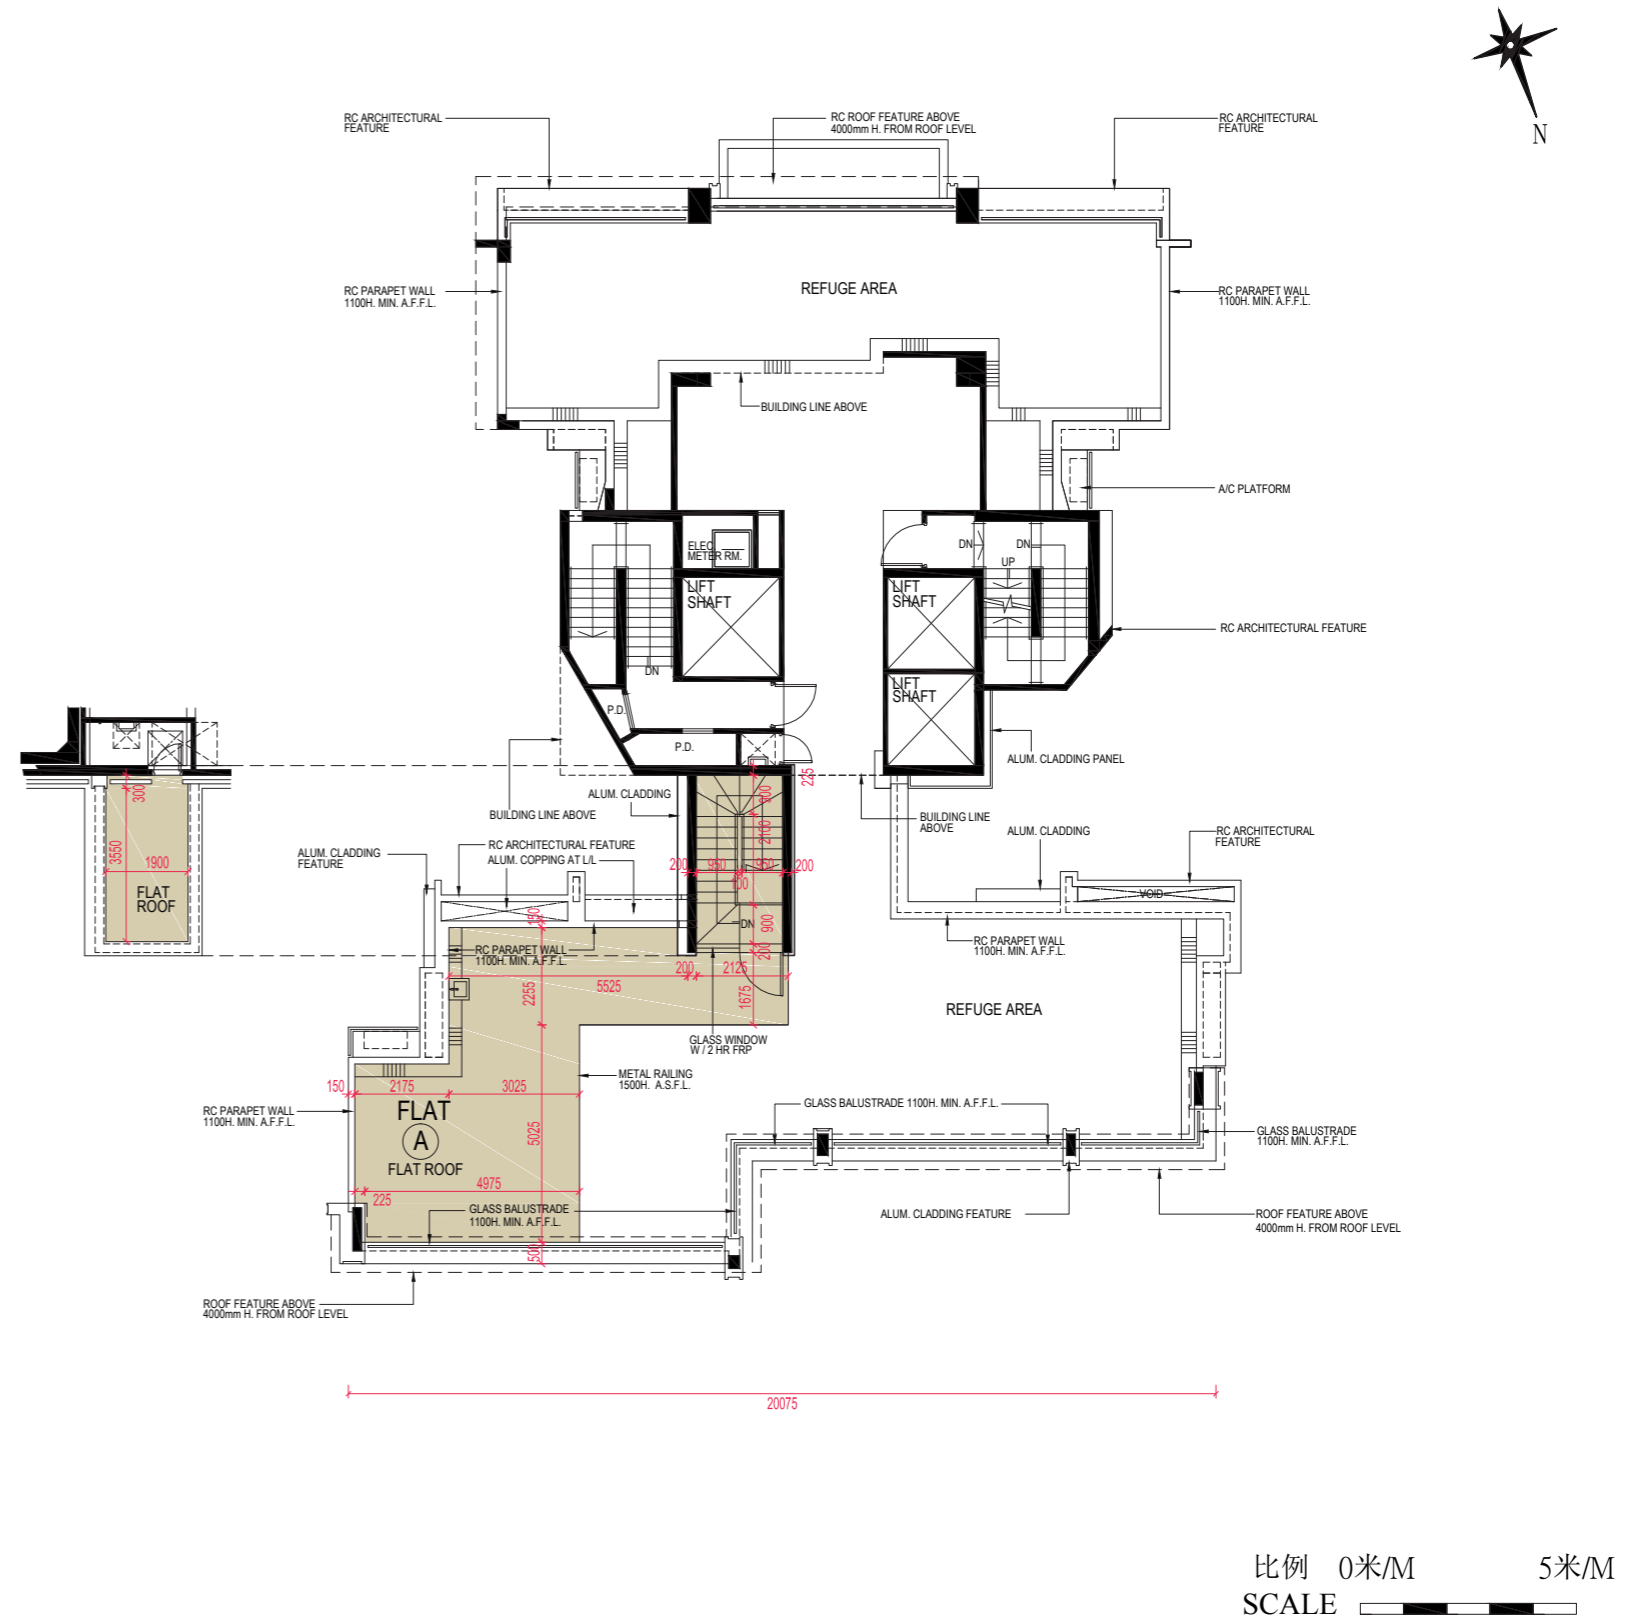 N
RC ARCHITECTURAL
FEATURE
RC ROOF FEATURE ABOVE
4000mm H. FROM ROOF LEVEL
RC ARCHITECTURAL
FEATURE
RC PARAPET WALL
1100H. MIN. A.F.F.L.
REFUGE AREA
RC PARAPET WALL
1100H. MIN. A.F.F.L.
BUILDING LINE ABOVE
A/C PLATFORM
ELEC
METER RM.
DN
DN
UP
LIFT
SHAFT
LIFT
SHAFT
RC ARCHITECTURAL FEATURE
DN
LIFT
SHAFT
P.D.
P.D.
ALUM. CLADDING PANEL
225
300
900
ALUM. CLADDING
BUILDING LINE ABOVE
BUILDING LINE
ABOVE
2100
ALUM. CLADDING
RC ARCHITECTURAL
FEATURE
RC ARCHITECTURAL FEATURE
ALUM. COPPING AT L/L
ALUM. CLADDING
FEATURE
3550
1900
200
950
950
200
100
FLAT
ROOF
VOID
150
DN
900
RC PARAPET WALL
1100H. MIN. A.F.F.L.
RC PARAPET WALL
1100H. MIN. A.F.F.L.
200
200
2125
5525
2255
1675
REFUGE AREA
GLASS WINDOW
W / 2 HR FRP
METAL RAILING
1500H. A.S.F.L.
150
2175
3025
RC PARAPET WALL
1100H. MIN. A.F.F.L.
FLAT
A
FLAT ROOF
5025
GLASS BALUSTRADE 1100H. MIN. A.F.F.L.
GLASS BALUSTRADE
1100H. MIN. A.F.F.L.
4975
225
GLASS BALUSTRADE
1100H. MIN. A.F.F.L.
ALUM. CLADDING FEATURE
ROOF FEATURE ABOVE
4000mm H. FROM ROOF LEVEL
500
ROOF FEATURE ABOVE
4000mm H. FROM ROOF LEVEL
20075
比例 0米/M 5米/M
SCALE